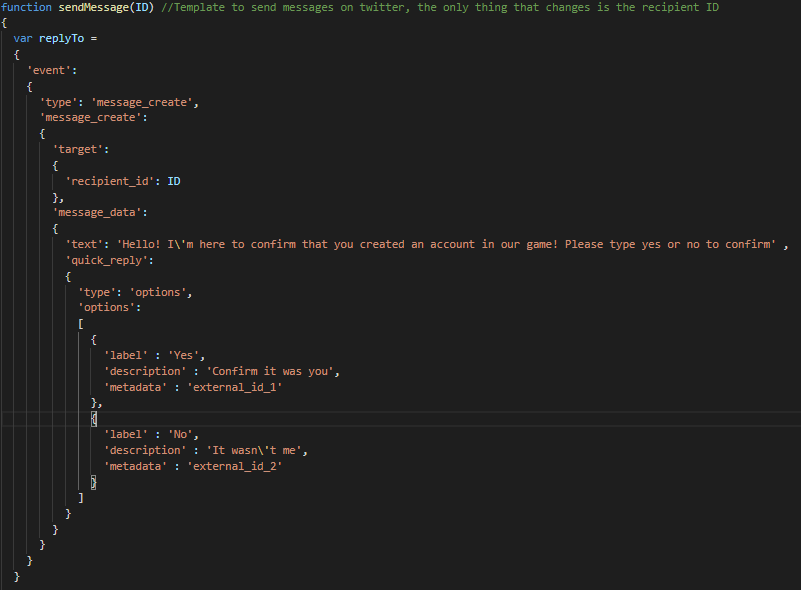 function sendMessage(ID) //Template to send messages on twitter, the only thing that changes is the recipient ID
{
  var replyTo =
  {
    'event':
    {
      'type': 'message_create',
      'message_create':
      {
        'target':
        {
          'recipient_id': ID
        },
        'message_data':
        {
          'text': 'Hello! I\'m here to confirm that you created an account in our game! Please type yes or no to confirm' ,
          'quick_reply':
          {
            'type': 'options',
            'options':
            [
              {
                'label' : 'Yes',
                'description' : 'Confirm it was you',
                'metadata' : 'external_id_1'
              },
              {
                'label' : 'No',
                'description' : 'It wasn\'t me',
                'metadata' : 'external_id_2'
              }
            ]
          }
        }
      }
    }
  }